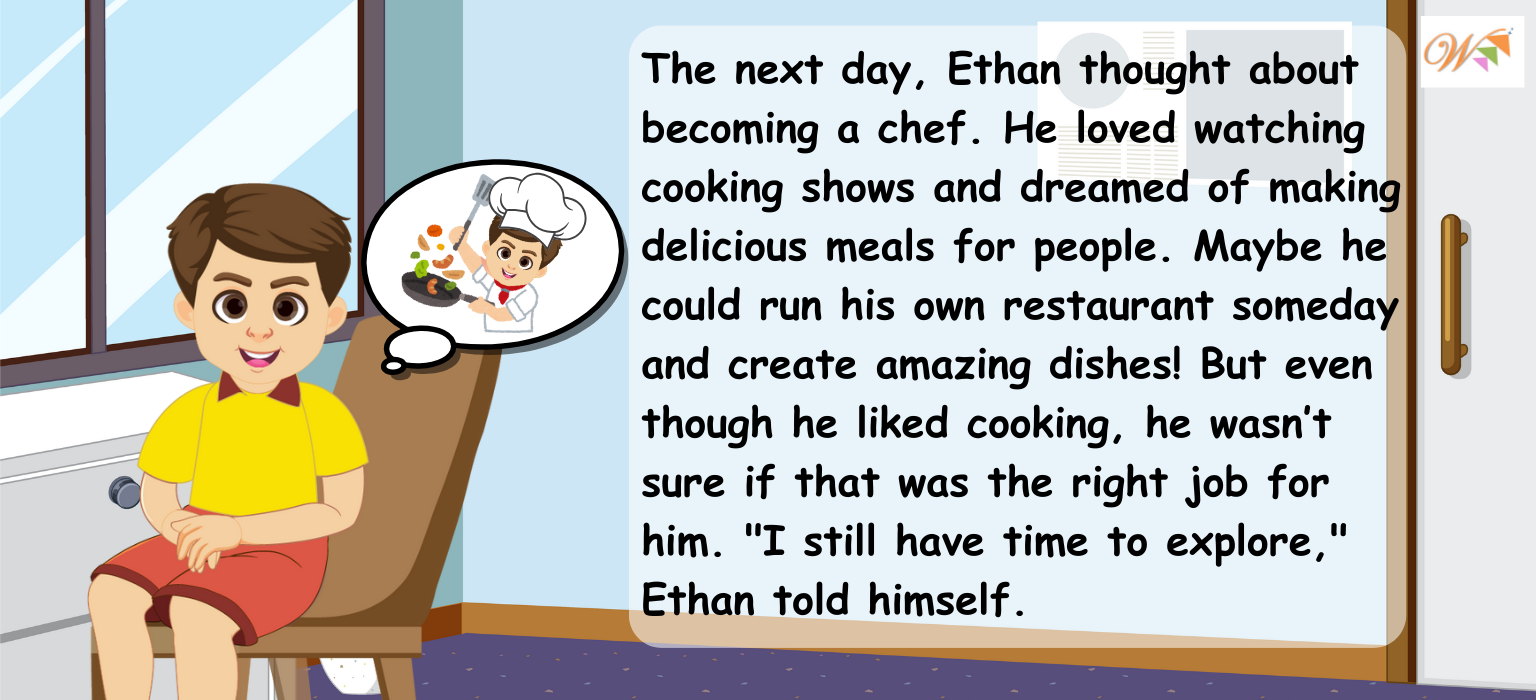 The next day, Ethan thought about
becoming a chef. He loved watching
cooking shows and dreamed of making
delicious meals for people. Maybe he
could run his own restaurant someday
and create amazing dishes! But even
though he liked cooking, he wasn't
sure if that was the right job for
him. "I still have time to explore,"
Ethan told himself.
W